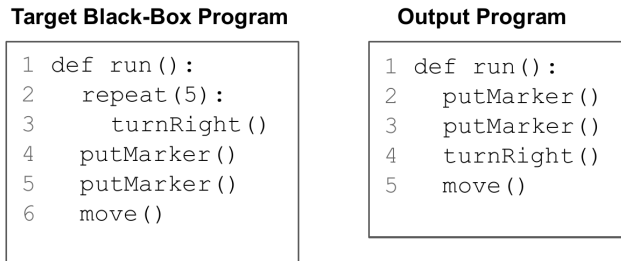 Target Black-Box Program
1 def run():
2   repeat(5):
3     turnRight()
4   putMarker()
5   putMarker()
6   move()
Output Program
1 def run():
2   putMarker()
3   putMarker()
4   turnRight()
5   move()